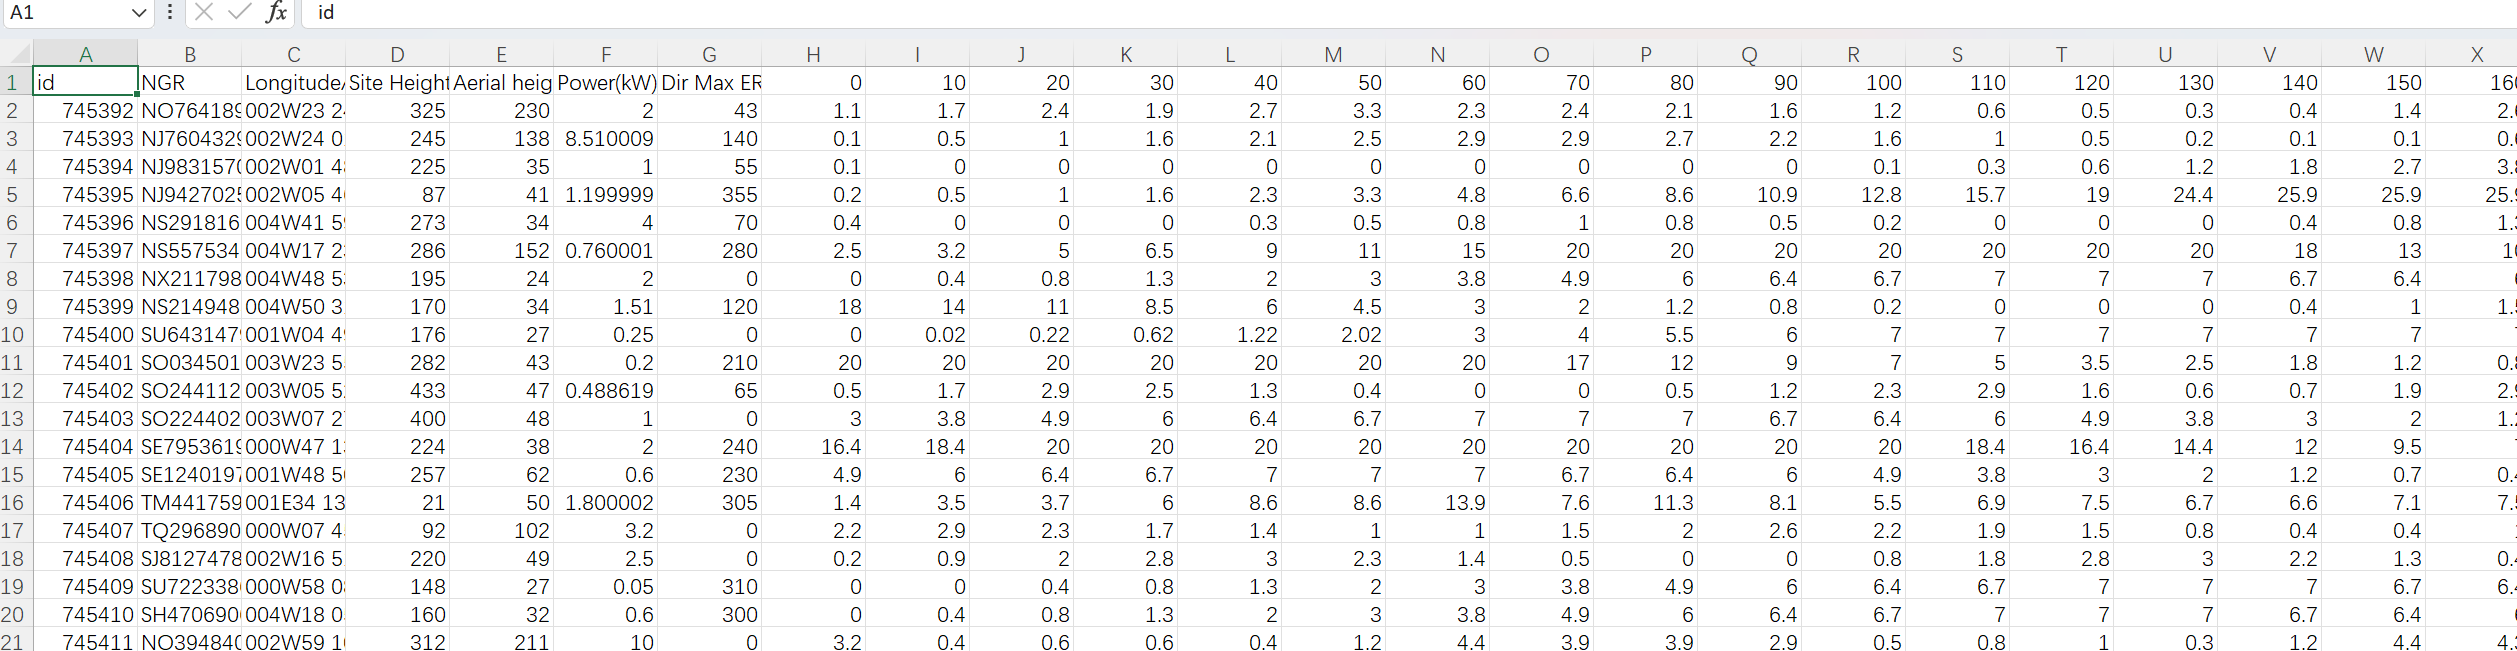 A1 fx id
A B C D E F G H I J K L M N O P Q R S T U V W X
1 id NGR Longitude/ Site Height Aerial heig Power(kW) Dir Max ER 0 10 20 30 40 50 60 70 80 90 100 110 120 130 140 150 160
2 745392 NO764189 002W23 24 325 230 2 43 1.1 1.7 2.4 1.9 2.7 3.3 2.3 2.4 2.1 1.6 1.2 0.6 0.5 0.3 0.4 1.4 2.
3 745393 NJ7604329 002W24 0 245 138 8.510009 140 0.1 0.5 1 1.6 2.1 2.5 2.9 2.9 2.7 2.2 1.6 1 0.5 0.2 0.1 0.1 0.
4 745394 NJ9831570 002W01 4 225 35 1 55 0.1 0 0 0 0 0 0 0 0 0 0.1 0.3 0.6 1.2 1.8 2.7 3.
5 745395 NJ942702 002W05 4 87 41 1.199999 355 0.2 0.5 1 1.6 2.3 3.3 4.8 6.6 8.6 10.9 12.8 15.7 19 24.4 25.9 25.9 25.
6 745396 NS291816 004W41 5 273 34 4 70 0.4 0 0 0 0.3 0.5 0.8 1 0.8 0.5 0.2 0 0 0 0.4 0.8 1.
7 745397 NS557534 004W17 2 286 152 0.760001 280 2.5 3.2 5 6.5 9 11 15 20 20 20 20 20 20 20 18 13 1
8 745398 NX211798 004W48 5 195 24 2 0 0 0.4 0.8 1.3 2 3 3.8 4.9 6 6.4 6.7 7 7 7 6.7 6.4
9 745399 NS214948 004W50 3 170 34 1.51 120 18 14 11 8.5 6 4.5 3 2 1.2 0.8 0.2 0 0 0 0.4 1 1.
10 745400 SU643147 001W04 4 176 27 0.25 0 0 0.02 0.22 0.62 1.22 2.02 3 4 5.5 6 7 7 7 7 7 7
11 745401 SO034501 003W23 5 282 43 0.2 210 20 20 20 20 20 20 20 17 12 9 7 5 3.5 2.5 1.8 1.2 0.
12 745402 SO244112 003W05 5 433 47 0.488619 65 0.5 1.7 2.9 2.5 1.3 0.4 0 0 0.5 1.2 2.3 2.9 1.6 0.6 0.7 1.9 2.
13 745403 SO224402 003W07 2 400 48 1 0 3 3.8 4.9 6 6.4 6.7 7 7 7 6.7 6.4 6 4.9 3.8 3 2 1.
14 745404 SE7953619 000W47 1 224 38 2 240 16.4 18.4 20 20 20 20 20 20 20 20 20 18.4 16.4 14.4 12 9.5
15 745405 SE1240197 001W48 5 257 62 0.6 230 4.9 6 6.4 6.7 7 7 7 6.7 6.4 6 4.9 3.8 3 2 1.2 0.7 0.
16 745406 TM441759 001E34 13 21 50 1.800002 305 1.4 3.5 3.7 6 8.6 8.6 13.9 7.6 11.3 8.1 5.5 6.9 7.5 6.7 6.6 7.1 7.
17 745407 TQ296890 000W07 4 92 102 3.2 0 2.2 2.9 2.3 1.7 1.4 1 1 1.5 2 2.6 2.2 1.9 1.5 0.8 0.4 0.4
18 745408 SJ8127478 002W16 5 220 49 2.5 0 0.2 0.9 2 2.8 3 2.3 1.4 0.5 0 0 0.8 1.8 2.8 3 2.2 1.3 0.
19 745409 SU722338 000W58 0 148 27 0.05 310 0 0 0.4 0.8 1.3 2 3 3.8 4.9 6 6.4 6.7 7 7 7 6.7 6.
20 745410 SH470690 004W18 0 160 32 0.6 300 0 0.4 0.8 1.3 2 3 3.8 4.9 6 6.4 6.7 7 7 7 6.7 6.4
21 745411 NO394840 002W59 1 312 211 10 0 3.2 0.4 0.6 0.6 0.4 1.2 4.4 3.9 3.9 2.9 0.5 0.8 1 0.3 1.2 4.4 4.